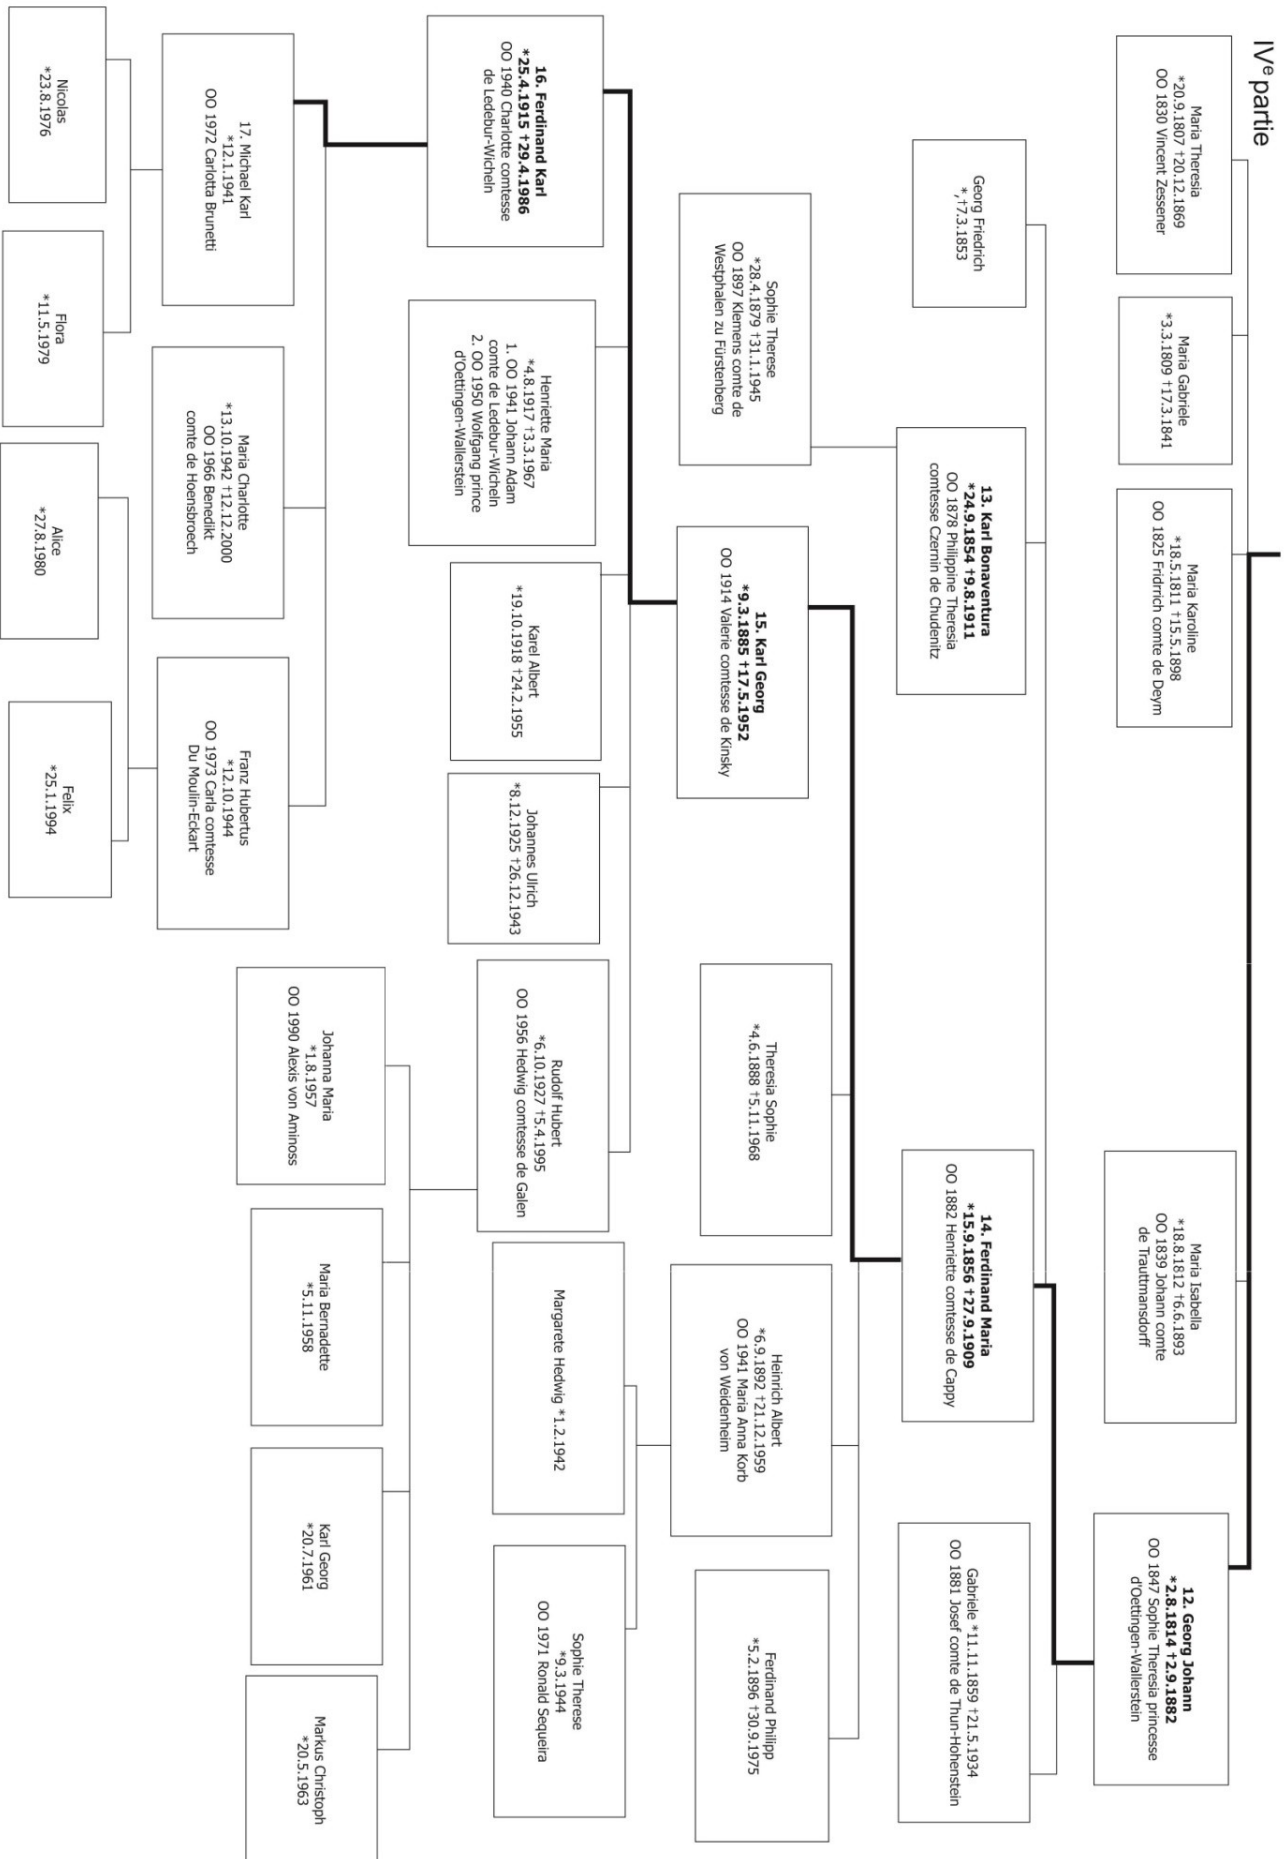 IVe partie
Maria Theresia
*20.9.1807 †20.12.1869
OO 1830 Vincent Zessener
Maria Gabriele
*3.3.1809 †17.3.1841
Maria Karoline
*18.5.1811 †15.5.1898
OO 1825 Fridrrich comte de Deym
Maria Isabella
*18.8.1812 †6.6.1893
OO 1839 Johann comte
de Trauttmansdorff
12. Georg Johann
*2.8.1814 †2.9.1882
OO 1847 Sophie Theresia princesse
d'Oettingen-Wallerstein
Georg Friedrich
*,†7.3.1853
13. Karl Bonaventura
*24.9.1854 †9.8.1911
OO 1878 Philippine Theresia
comtesse Czernin de Chudenitz
14. Ferdinand Maria
*15.9.1856 †27.9.1909
OO 1882 Henriette comtesse de Cappy
Gabriele *11.11.1859 †21.5.1934
OO 1881 Josef comte de Thun-Hohenstein
Sophie Therese
*28.4.1879 †31.1.1945
OO 1897 Klemens comte de
Westphalen zu Fürstenberg
15. Karl Georg
*9.3.1885 †17.5.1952
OO 1914 Valerie comtesse de Kinsky
Theresia Sophie
*4.6.1888 †5.11.1968
Heinrich Albert
*6.9.1892 †21.12.1959
OO 1941 Maria Anna Korb
von Weidenheim
Ferdinand Philipp
*5.2.1896 †30.9.1975
16. Ferdinand Karl
*25.4.1915 †29.4.1986
OO 1940 Charlotte comtesse
de Ledebur-Wicheln
Henriette Maria
*4.8.1917 †3.3.1967
1. OO 1941 Johann Adam
comte de Ledebur-Wicheln
2. OO 1950 Wolfgang prince
d'Oettingen-Wallerstein
Karel Albert
*19.10.1918 †24.2.1955
Johannes Ulrich
*8.12.1925 †26.12.1943
Rudolf Hubert
*6.10.1927 †5.4.1995
OO 1956 Hedwig comtesse de Galen
Margarete Hedwig *1.2.1942
Sophie Therese
*9.3.1944
OO 1971 Ronald Sequeira
17. Michael Karl
*12.1.1941
OO 1972 Carlotta Brunetti
Maria Charlotte
*13.10.1942 †12.12.2000
OO 1966 Benedikt
comte de Hoensbroech
Franz Hubertus
*12.10.1944
OO 1973 Carla comtesse
Du Moulin-Eckart
Johanna Maria
*1.8.1957
OO 1990 Alexis von Aminoss
Maria Bernadette
*5.11.1958
Karl Georg
*20.7.1961
Markus Christoph
*20.5.1963
Nicolas
*23.8.1976
Flora
*11.5.1979
Alice
*27.8.1980
Felix
*25.1.1994